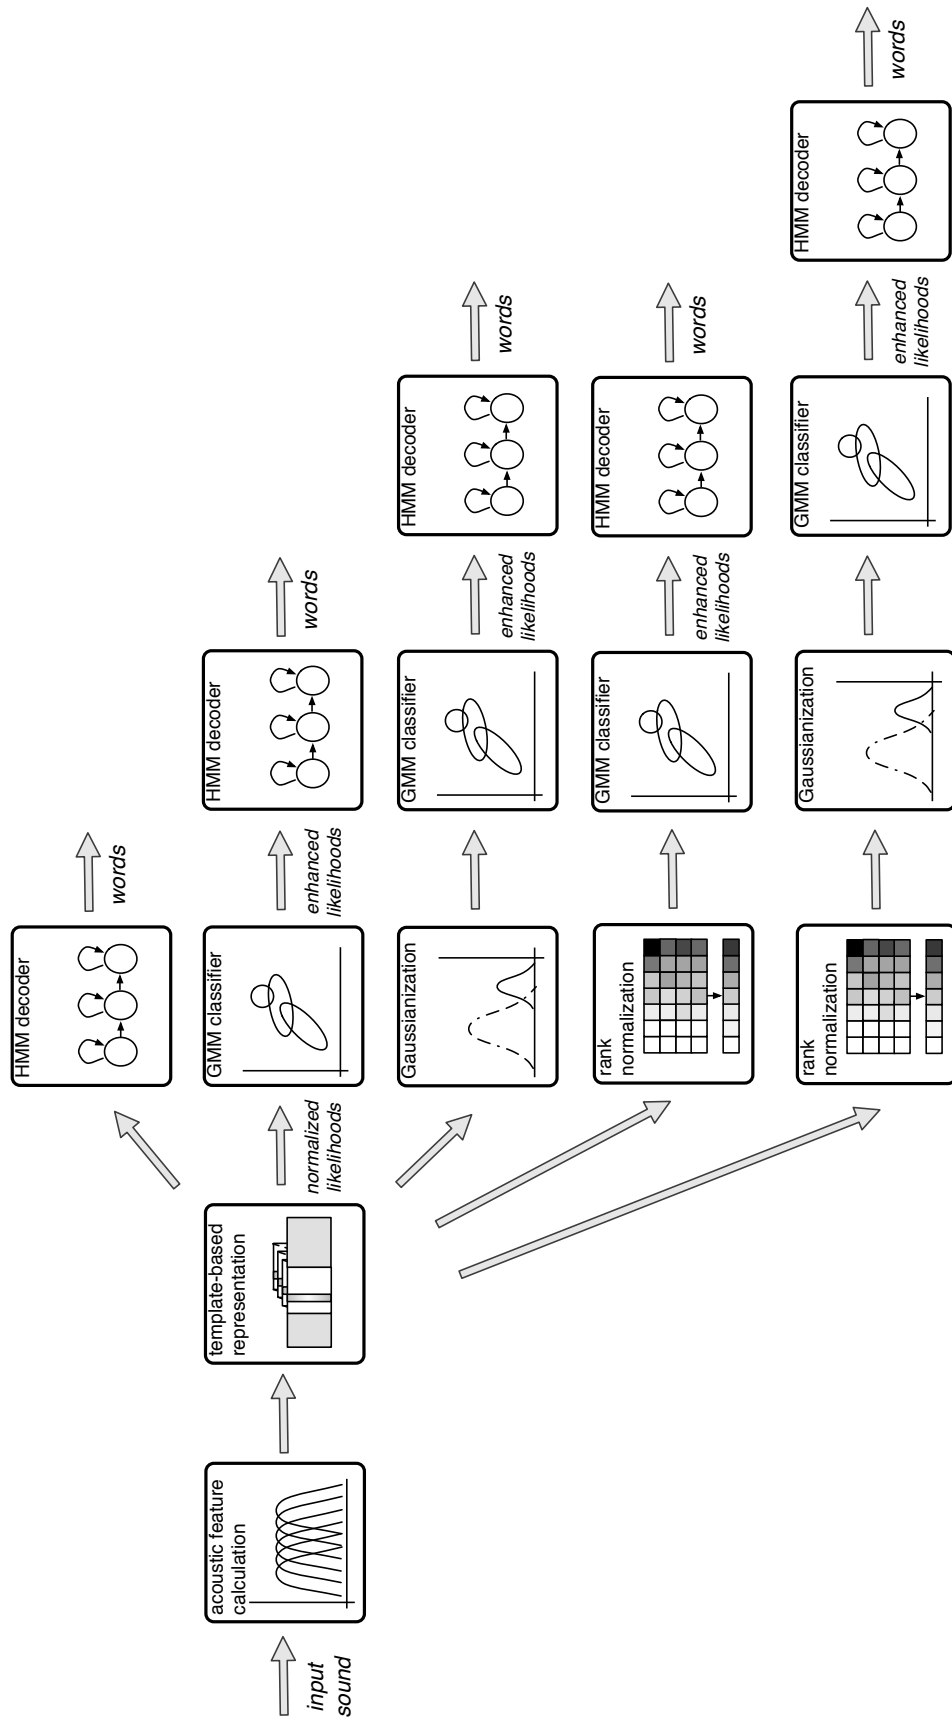 HMM decoder
words
input
sound
acoustic feature
calculation
template-based
representation
normalized
likelihoods
GMM classifier
enhanced
likelihoods
HMM decoder
words
Gaussianization
GMM classifier
enhanced
likelihoods
HMM decoder
words
rank
normalization
GMM classifier
enhanced
likelihoods
HMM decoder
words
rank
normalization
Gaussianization
GMM classifier
enhanced
likelihoods
HMM decoder
words